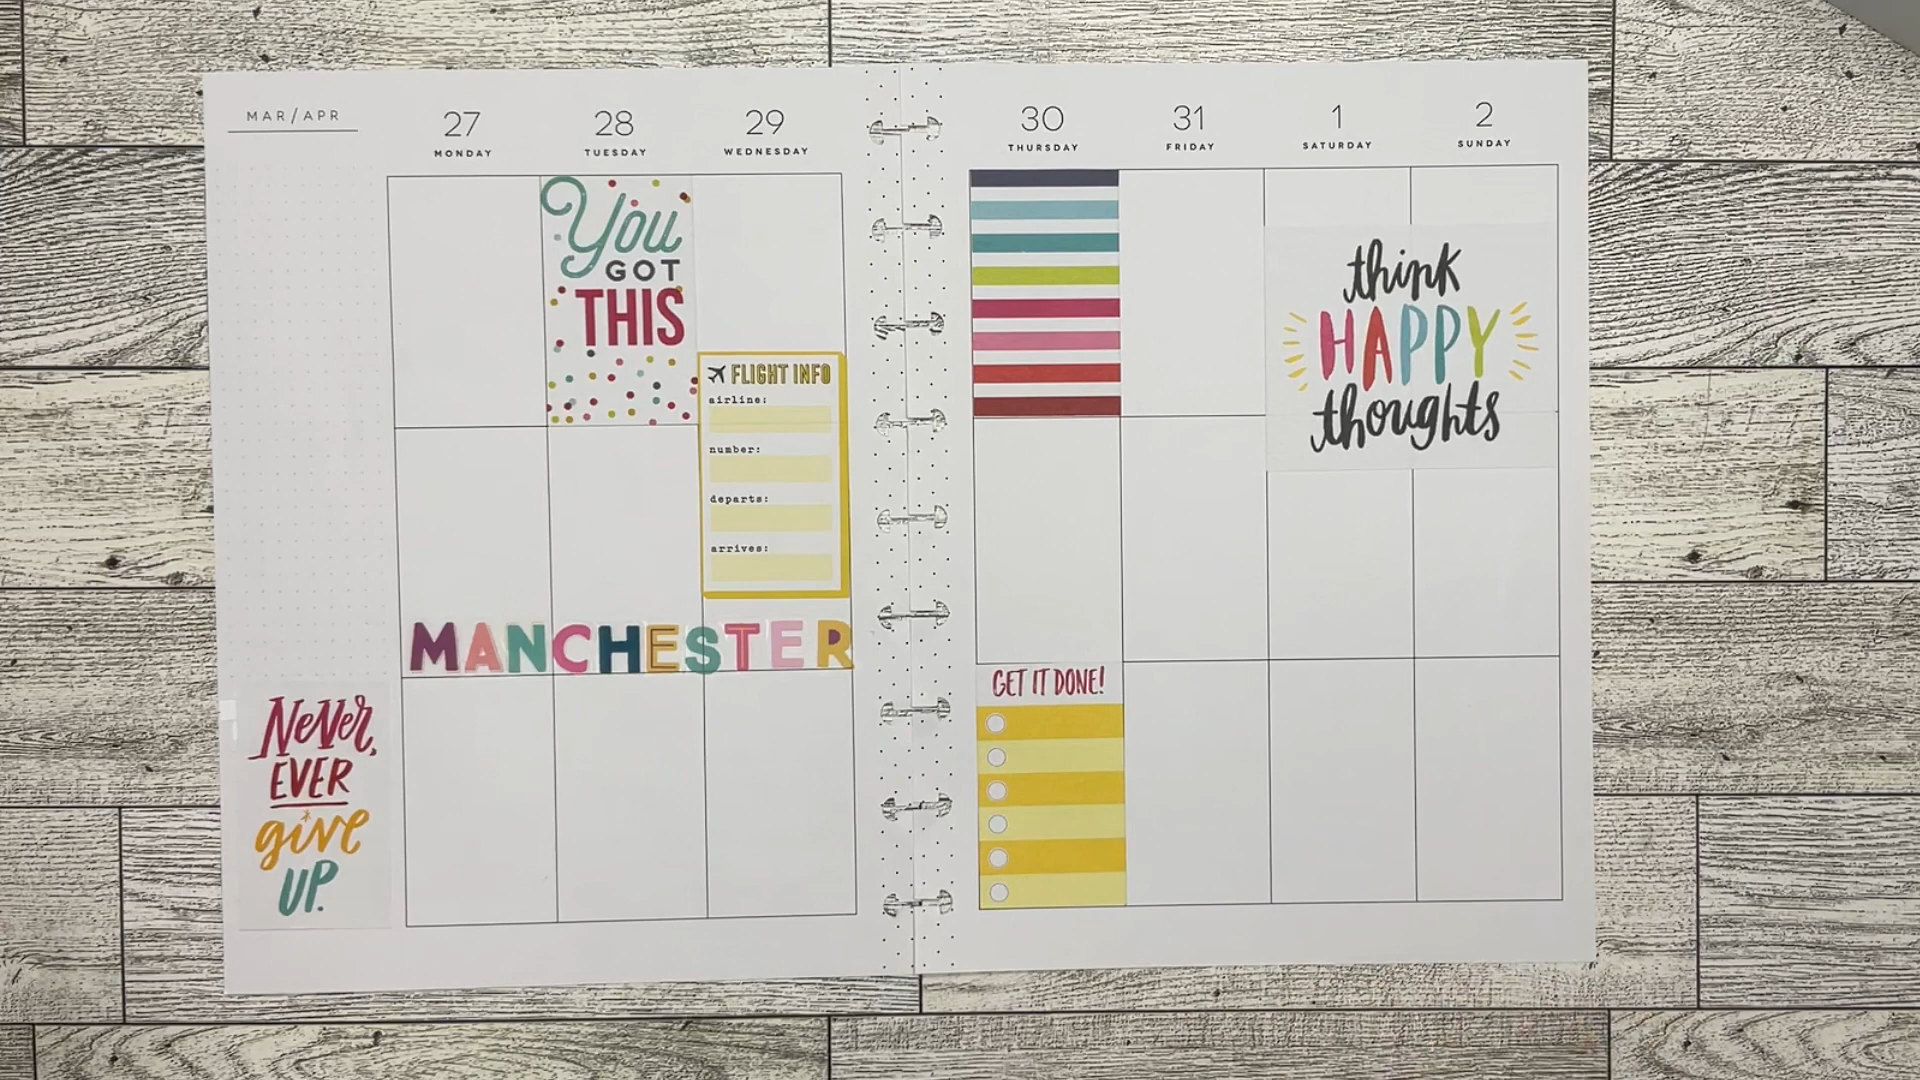 MAR/APR
27
MONDAY
28
TUESDAY
29
WEDNESDAY
30
THURSDAY
31
FRIDAY
1
SATURDAY
2
SUNDAY
You
GOT
THIS
FLIGHT INFO
airline:
number:
departs:
arrives:
MANCHESTER
Never,
EVER
give
UP.
think
HAPPY
thoughts
GET IT DONE!